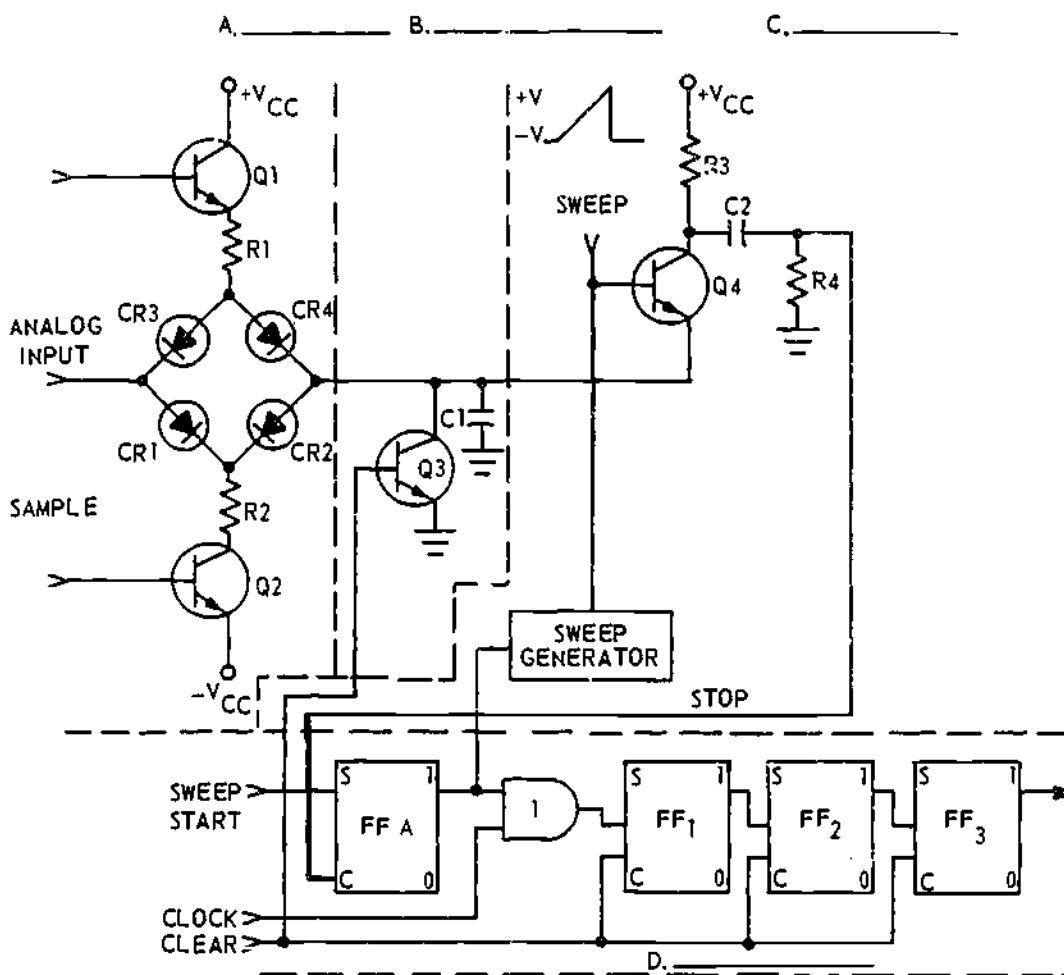 A. B. C.
+VCC
+VCC
+V
-V
Q1
R3
SWEEP
C2
R1
Q4
R4
CR3
CR4
ANALOG
INPUT
C1
CR1
CR2
Q3
SAMPLE
R2
Q2
SWEEP
GENERATOR
-VCC
STOP
SWEEP
START
S 1
FF A
C 0
1
S 1
FF1
C 0
S 1
FF2
C 0
S 1
FF3
C 0
CLOCK
CLEAR
D.